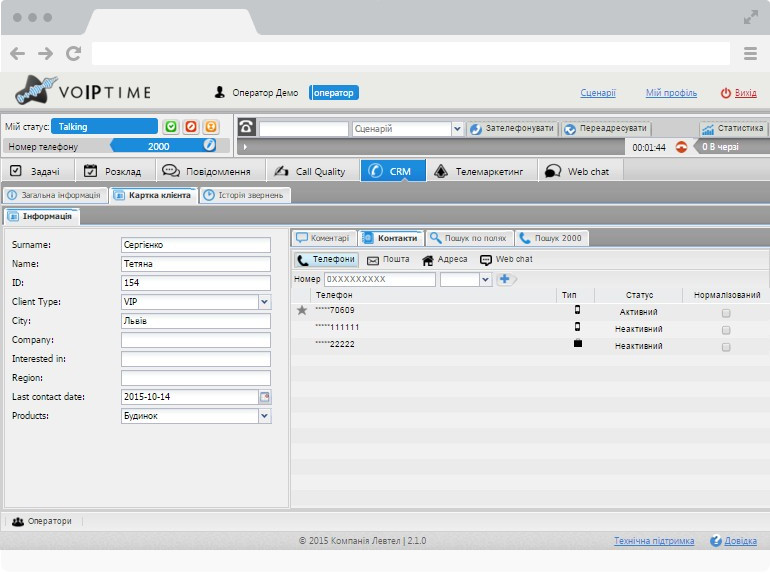 VOIPTIME
Оператор Демо оператор Сценарії Мій профіль Вихід
Мій статус: Talking Сценарій Зателефонувати Переадресувати Статистика
Номер телефону 2000 00:01:44 0 В черзі
Задачі Розклад Повідомлення Call Quality CRM Телемаркетинг Web chat
Загальна інформація Картка клієнта Історія звернень
Інформація
Surname: Сергієнко
Name: Тетяна
ID: 154
Client Type: VIP
City: Львів
Company:
Interested in:
Region:
Last contact date: 2015-10-14
Products: Будинок
Коментарі Контакти Пошук по полях Пошук 2000
Телефони Пошта Адреса Web chat
Номер 0XXXXXXXXX
Телефон Тип Статус Нормалізований
*****70609 Активний
*****111111 Неактивний
*****22222 Неактивний
Оператори
© 2015 Компанія Левтел | 2.1.0 Технічна підтримка Довідка